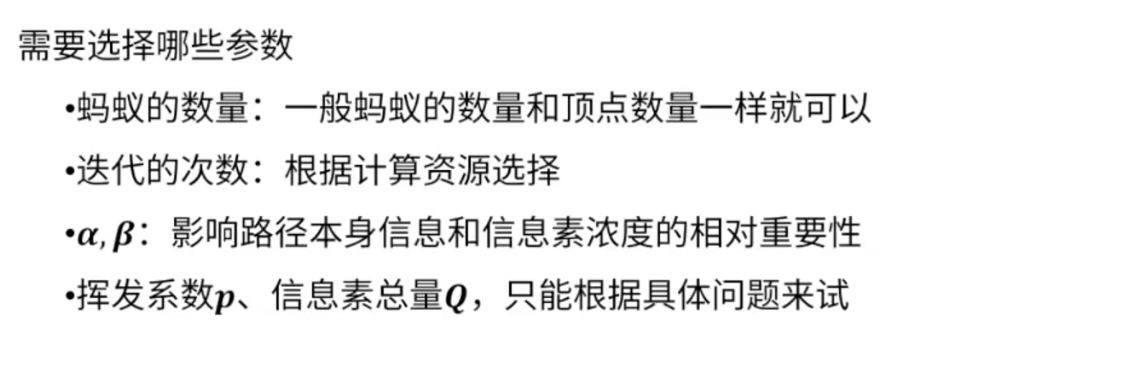 需要选择哪些参数
•蚂蚁的数量：一般蚂蚁的数量和顶点数量一样就可以
•迭代的次数：根据计算资源选择
•α,β：影响路径本身信息和信息素浓度的相对重要性
•挥发系数p、信息素总量Q，只能根据具体问题来试